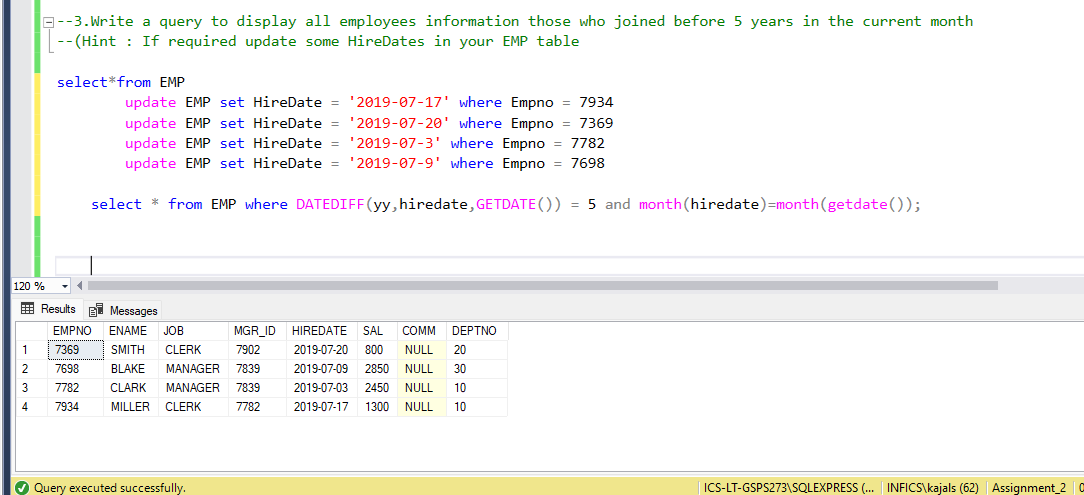 --3.Write a query to display all employees information those who joined before 5 years in the current month
--(Hint : If required update some HireDates in your EMP table
select*from EMP
update EMP set HireDate = '2019-07-17' where Empno = 7934
update EMP set HireDate = '2019-07-20' where Empno = 7369
update EMP set HireDate = '2019-07-3' where Empno = 7782
update EMP set HireDate = '2019-07-9' where Empno = 7698
select * from EMP where DATEDIFF(yy,hiredate,GETDATE()) = 5 and month(hiredate)=month(getdate());
120 %
Results Messages
EMPNO ENAME JOB MGR_ID HIREDATE SAL COMM DEPTNO
1 7369 SMITH CLERK 7902 2019-07-20 800 NULL 20
2 7698 BLAKE MANAGER 7839 2019-07-09 2850 NULL 30
3 7782 CLARK MANAGER 7839 2019-07-03 2450 NULL 10
4 7934 MILLER CLERK 7782 2019-07-17 1300 NULL 10
Query executed successfully. ICS-LT-GSPS273\SQLEXPRESS (... INFICS\kajals (62) Assignment_2 0